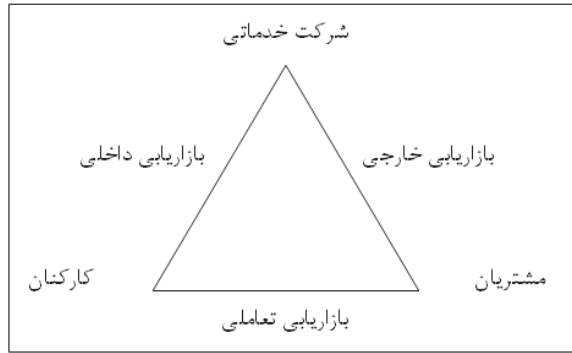 شرکت خدماتی
بازاریابی خارجی
بازاریابی داخلی
مشتریان
کارکنان
بازاریابی تعاملی